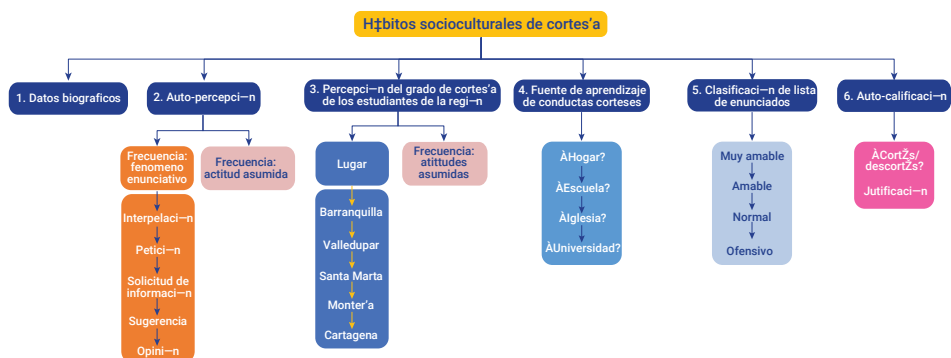 H‡bitos socioculturales de cortes’a
1. Datos biograficos
2. Auto-percepci—n
3. Percepci—n del grado de cortes’a
de los estudiantes de la regi—n
4. Fuente de aprendizaje
de conductas corteses
5. Clasificaci—n de lista
de enunciados
6. Auto-calificaci—n
Frecuencia:
fenomeno
enunciativo
Frecuencia:
actitud asumida
Lugar
Frecuencia:
atittudes
asumidas
Interpelaci—n
Petici—n
Solicitud de
informaci—n
Sugerencia
Opini—n
Barranquilla
Valledupar
Santa Marta
Monter’a
Cartagena
ÀHogar?
ÀEscuela?
Àlglesia?
ÀUniversidad?
Muy amable
Amable
Normal
Ofensivo
ÀCortŽs/
descortŽs?
Jutificaci—n